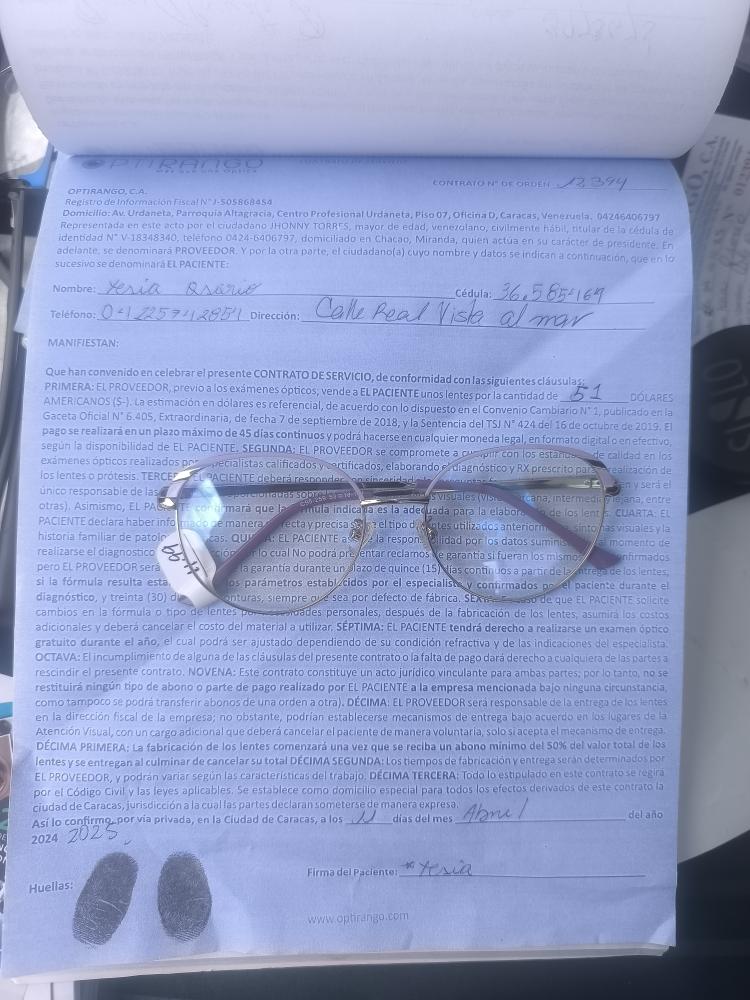 OPTIRANGO
CONTRATO N° DE ORDEN 12394
OPTIRANGO, C.A.
Registro de Información Fiscal N° J-505868454
Domicilio: Av. Urdaneta, Parroquia Altagracia, Centro Profesional Urdaneta, Piso 07, Oficina D, Caracas, Venezuela. 04246406797
Representada en este acto por el ciudadano JHONNY TORRES, mayor de edad, venezolano, civilmente hábil, titular de la cédula de
identidad N° V-18348340, teléfono 0424-6406797, domiciliado en Chacao, Miranda, quien actúa en su carácter de presidente. En
adelante, se denominará PROVEEDOR. Y por la otra parte, el ciudadano(a) cuyo nombre y datos se indican a continuación, que en lo
sucesivo se denominará EL PACIENTE:
Nombre: Yesia Osario Cédula: 36.585.169
Teléfono: Dirección: Calle Real Vista al mar
MANIFIESTAN:
Que han convenido en celebrar el presente CONTRATO DE SERVICIO, de conformidad con las siguientes cláusulas:
PRIMERA: EL PROVEEDOR, previo a los exámenes ópticos; vende a EL PACIENTE unos lentes por la cantidad de 51 DÓLARES
AMERICANOS ($-). La estimación en dólares es referencial, de acuerdo con lo dispuesto en el Convenio Cambiario N° 1, publicado en la
Gaceta Oficial N° 6.405, Extraordinaria, de fecha 7 de septiembre de 2018, y la Sentencia del TSJ N° 424 del 16 de octubre de 2019. El
pago se realizará en un plazo máximo de 45 días continuos y podrá hacerse en cualquier moneda legal, en formato digital o en efectivo,
según la disponibilidad de EL PACIENTE. SEGUNDA: EL PROVEEDOR se compromete a cumplir con los estándares de calidad en los
exámenes ópticos realizados por especialistas calificados y certificados, elaborando el diagnóstico y RX prescrito para la realización de
los lentes o prótesis. TERCERA: EL PACIENTE deberá responder con sinceridad y será el
único responsable de las visuales intermedia, entre
otras). Asimismo, EL PACIENTE confirmará que la fórmula indicada es la adecuada para la elaboración de los lentes. CUARTA: EL
PACIENTE declara haber informado de manera correcta y precisa el tipo de lentes utilizados anteriormente, síntomas visuales y la
historia familiar de QUINTA: EL PACIENTE la responsabilidad por los datos suministrados al momento de
realizarse el diagnostico por lo cual No podrá presentar reclamos de garantía si fueran los mismos confirmados
pero EL PROVEEDOR la garantía durante un plazo de quince (15) días continuos a partir de la entrega de los lentes,
si la fórmula resulta los parámetros establecidos por el especialista y confirmados por el paciente durante el
diagnóstico, y treinta (30) monturas, siempre que sea por defecto de fábrica. SEXTA: de que EL PACIENTE solicite
cambios en la fórmula o tipo de lentes por necesidades personales, después de la fabricación de los lentes, asumirá los costos
adicionales y deberá cancelar el costo del material a utilizar. SÉPTIMA: EL PACIENTE tendrá derecho a realizarse un examen óptico
gratuito durante el año, el cual podrá ser ajustado dependiendo de su condición refractiva y de las indicaciones del especialista.
OCTAVA: El incumplimiento de alguna de las cláusulas del presente contrato o la falta de pago dará derecho a cualquiera de las partes a
rescindir el presente contrato. NOVENA: Este contrato constituye un acto jurídico vinculante para ambas partes; por lo tanto, no se
restituirá ningún tipo de abono o parte de pago realizado por EL PACIENTE a la empresa mencionada bajo ninguna circunstancia,
como tampoco se podrá transferir abonos de una orden a otra). DÉCIMA: EL PROVEEDOR será responsable de la entrega de los lentes
en la dirección fiscal de la empresa; no obstante, podrían establecerse mecanismos de entrega bajo acuerdo en los lugares de la
Atención Visual, con un cargo adicional que deberá cancelar el paciente de manera voluntaria, solo si acepta el mecanismo de entrega.
DÉCIMA PRIMERA: La fabricación de los lentes comenzará una vez que se reciba un abono mínimo del 50% del valor total de los
lentes y se entregan al culminar de cancelar su total DÉCIMA SEGUNDA: Los tiempos de fabricación y entrega serán determinados por
EL PROVEEDOR, y podrán variar según las características del trabajo. DÉCIMA TERCERA: Todo lo estipulado en este contrato se regirá
por el Código Civil y las leyes aplicables. Se establece como domicilio especial para todos los efectos derivados de este contrato la
ciudad de Caracas, jurisdicción a la cual las partes declaran someterse de manera expresa.
Así lo confirmo, por vía privada, en la Ciudad de Caracas, a los 11 días del mes Abril del año
2024 2025.
Huellas: Firma del Paciente: *Yesia
www.optirango.com